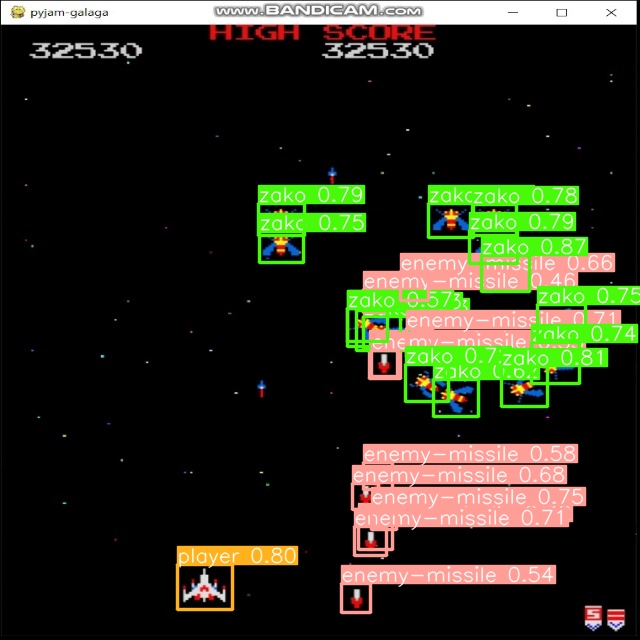 pyjam-galaga
www.BANDICAM.com
HIGH SCORE
32530 32530
zako 0.79
zako 0.78
zako 0.75
zako 0.79
zako 0.87
enemy-missile 0.66
enemy-missile 0.46
zako 0.75
enemy-missile 0.71
zako 0.74
zako 0.81
enemy-missile 0.58
enemy-missile 0.68
enemy-missile 0.75
enemy-missile 0.71
player 0.80
enemy-missile 0.54
5